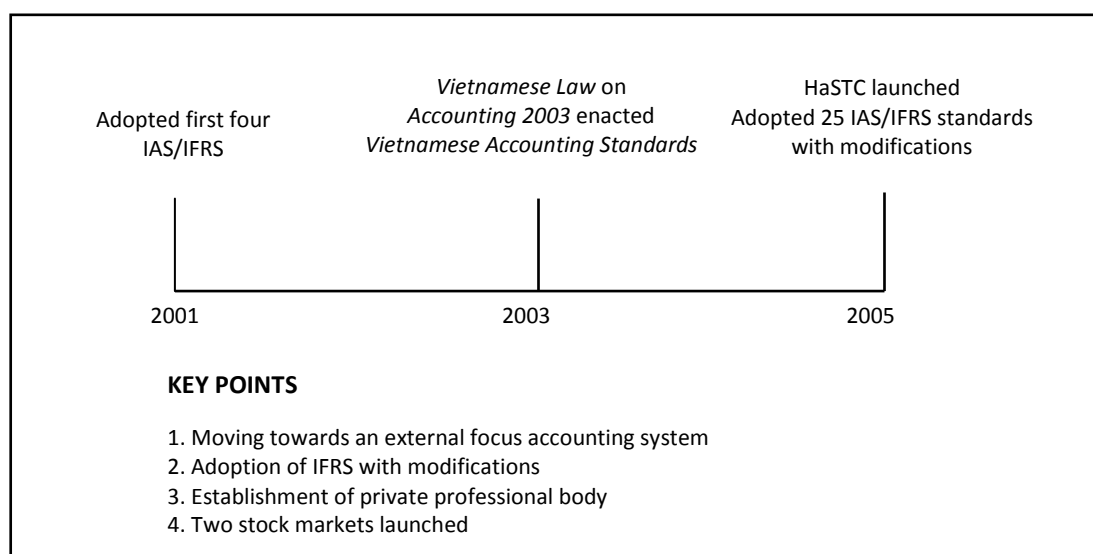 Adopted first four
IAS/IFRS
Vietnamese Law on
Accounting 2003 enacted
Vietnamese Accounting Standards
HaSTC launched
Adopted 25 IAS/IFRS standards
with modifications
2001
2003
2005
KEY POINTS
1. Moving towards an external focus accounting system
2. Adoption of IFRS with modifications
3. Establishment of private professional body
4. Two stock markets launched